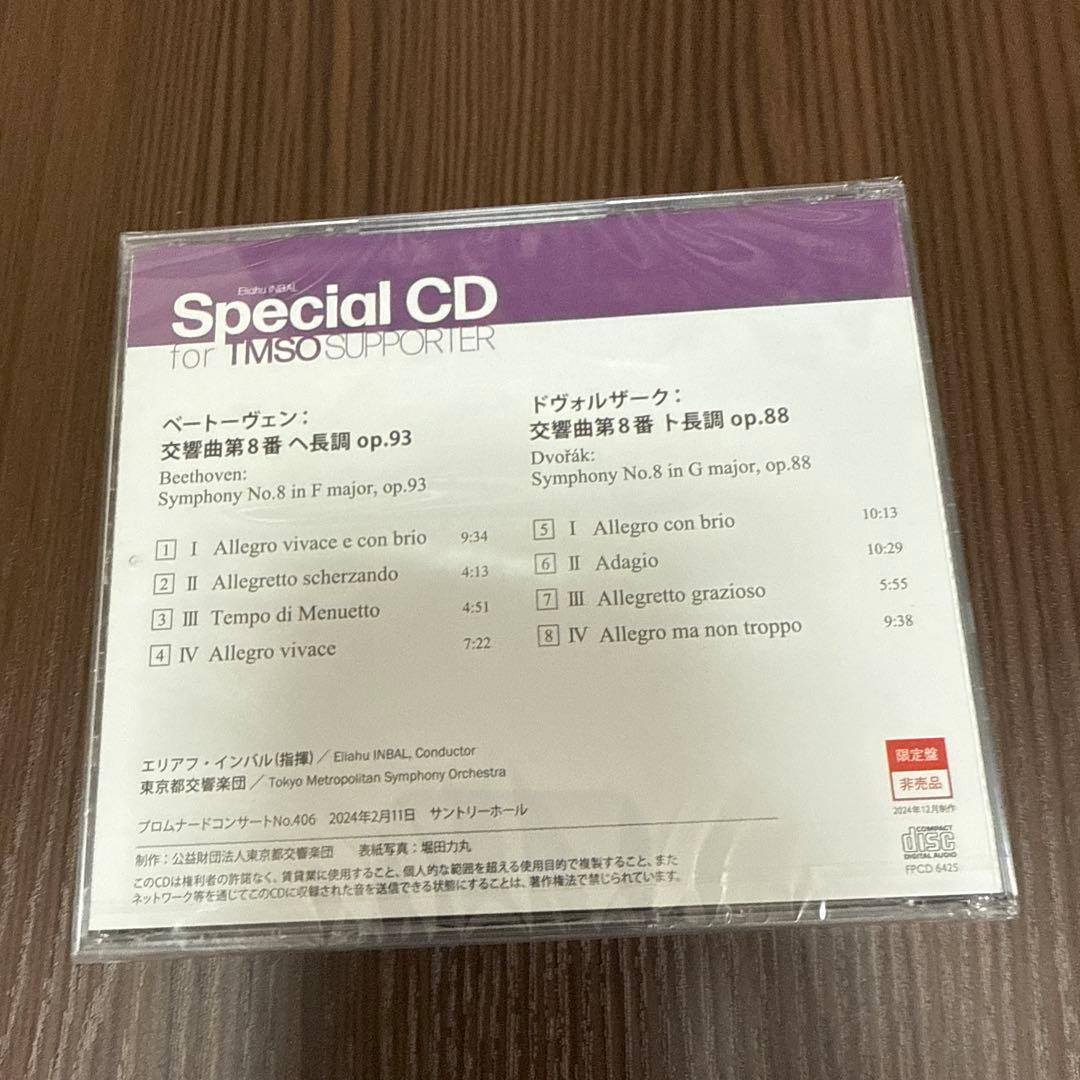 Eliahu INBAL
Special CD
for TMSO SUPPORTER
ベートーヴェン：
交響曲第8番 ヘ長調 op.93
Beethoven:
Symphony No.8 in F major, op.93
1 Ⅰ Allegro vivace e con brio 9:34
2 Ⅱ Allegretto scherzando 4:13
3 Ⅲ Tempo di Menuetto 4:51
4 Ⅳ Allegro vivace 7:22
ドヴォルザーク：
交響曲第8番 ト長調 op.88
Dvořák:
Symphony No.8 in G major, op.88
5 Ⅰ Allegro con brio 10:13
6 Ⅱ Adagio 10:29
7 Ⅲ Allegretto grazioso 5:55
8 Ⅳ Allegro ma non troppo 9:38
エリアフ・インバル（指揮）／ Eliahu INBAL, Conductor
東京都交響楽団／ Tokyo Metropolitan Symphony Orchestra
プロムナードコンサートNo.406 2024年2月11日 サントリーホール
制作：公益財団法人東京都交響楽団 表紙写真：堀田力丸
このCDは権利者の許諾なく、賃貸業に使用すること、個人的な範囲を超える使用目的で複製すること、また
ネットワーク等を通じてこのCDに収録された音を送信できる状態にすることは、著作権法で禁じられています。
限定盤
非売品
2024年12月制作
COMPACT
disc
DIGITAL AUDIO
FPCD 6425